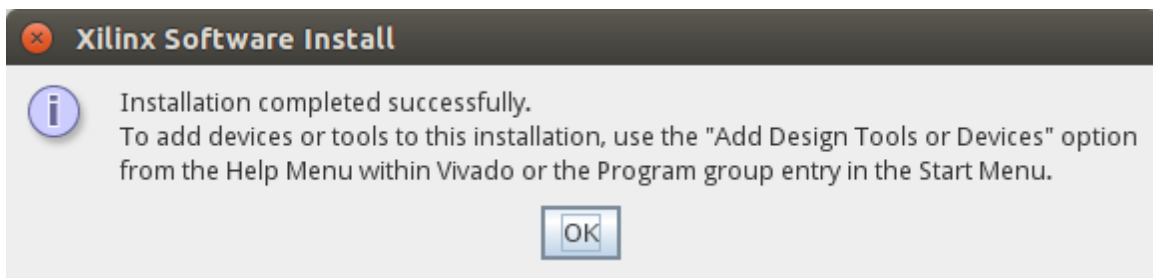 Xilinx Software Install
Installation completed successfully.
To add devices or tools to this installation, use the "Add Design Tools or Devices" option
from the Help Menu within Vivado or the Program group entry in the Start Menu.
OK